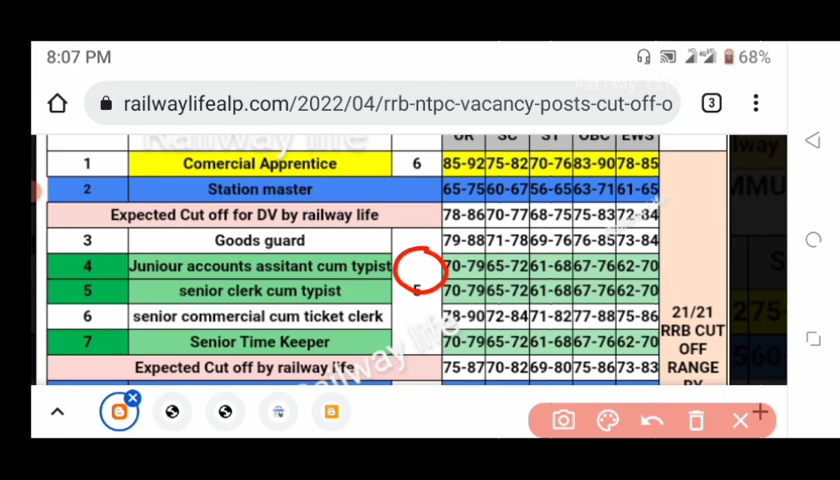 Railway Life
8:07 PM 68%
railwaylifealp.com/2022/04/rrb-ntpc-vacancy-posts-cut-off-o 3
Railway life
UR SC ST OBC EWS
1 Comercial Apprentice 6 85-92 75-82 70-76 83-90 78-85
2 Station master 65-75 60-67 56-65 63-71 61-65
Expected Cut off for DV by railway life 78-86 70-77 68-75 75-83 72-84
3 Goods guard 79-88 71-78 69-76 76-85 73-84
4 Juniour accounts assitant cum typist 70-79 65-72 61-68 67-76 62-70
5 senior clerk cum typist 5 70-79 65-72 61-68 67-76 62-70
6 senior commercial cum ticket clerk 78-90 72-84 71-82 77-88 75-86
7 Senior Time Keeper 70-79 65-72 61-68 67-76 62-70
Expected Cut off by railway life 75-87 70-82 69-80 75-86 73-83
21/21
RRB CUT
OFF
RANGE
BY
Railway life